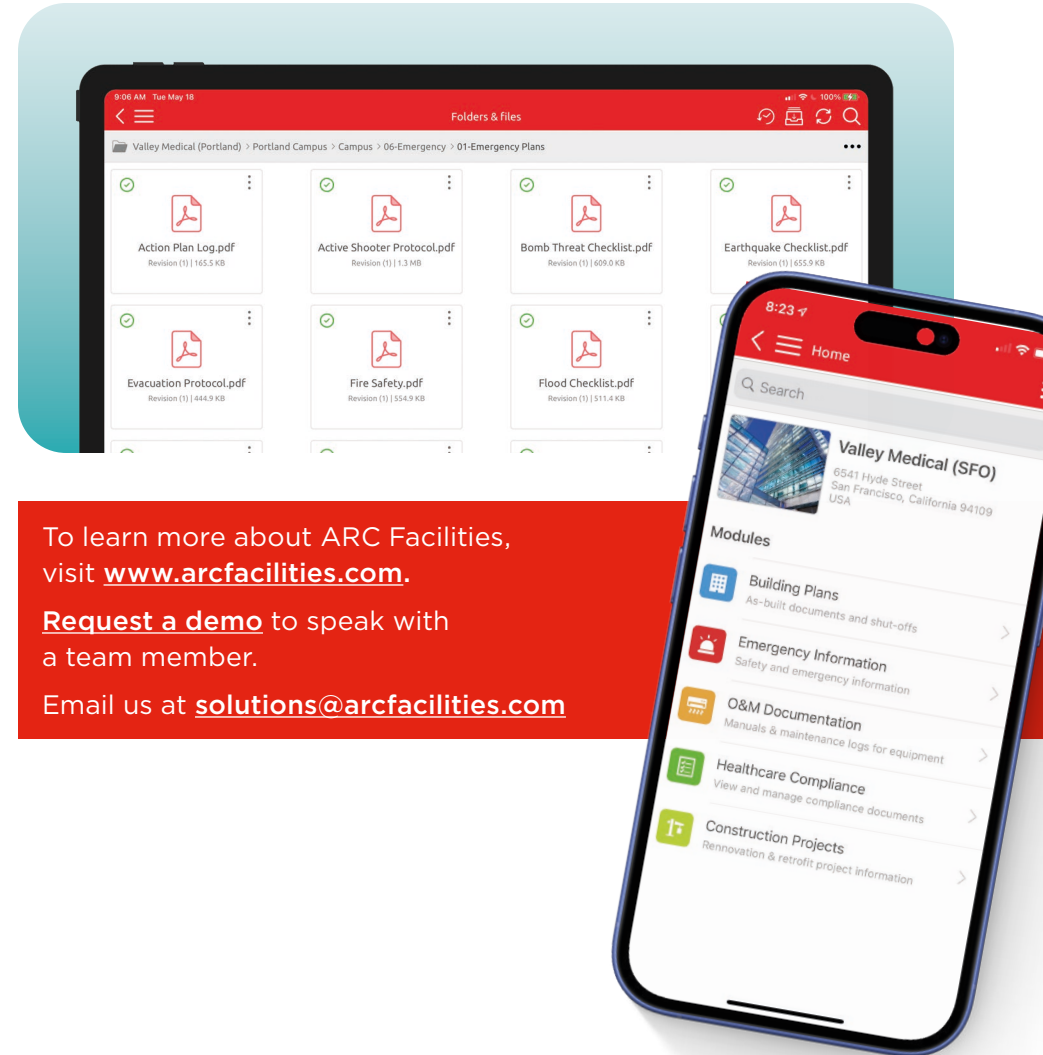 9:06 AM Tue May 18
100%
Folders & files
Valley Medical (Portland) > Portland Campus > Campus > 06-Emergency > 01-Emergency Plans
Action Plan Log.pdf
Revision (1) | 165.5 KB
Active Shooter Protocol.pdf
Revision (1) | 1.3 MB
Bomb Threat Checklist.pdf
Revision (1) | 609.0 KB
Earthquake Checklist.pdf
Revision (1) | 655.9 KB
Evacuation Protocol.pdf
Revision (1) | 444.9 KB
Fire Safety.pdf
Revision (1) | 554.9 KB
Flood Checklist.pdf
Revision (1) | 511.4 KB
To learn more about ARC Facilities,
visit www.arcfacilities.com.
Request a demo to speak with
a team member.
Email us at solutions@arcfacilities.com
8:23
Home
Search
Valley Medical (SFO)
6541 Hyde Street
San Francisco, California 94109
USA
Modules
Building Plans
As-built documents and shut-offs
Emergency Information
Safety and emergency information
O&M Documentation
Manuals & maintenance logs for equipment
Healthcare Compliance
View and manage compliance documents
Construction Projects
Rennovation & retrofit project information